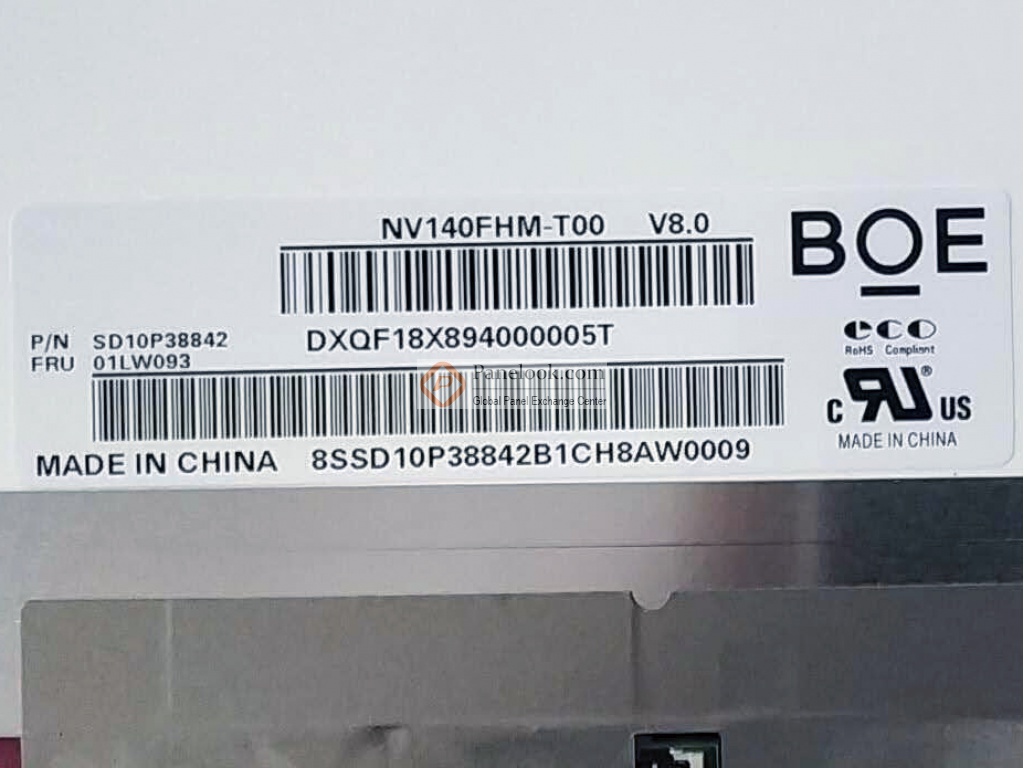 NV140FHM-T00 V8.0
BOE
P/N SD10P38842
DXQF18X894000005T
FRU 01LW093
eco
RoHS Compliant
Panelook.com
Global Panel Exchange Center
C RU ® US
MADE IN CHINA
MADE IN CHINA 8SSD10P38842B1CH8AW0009